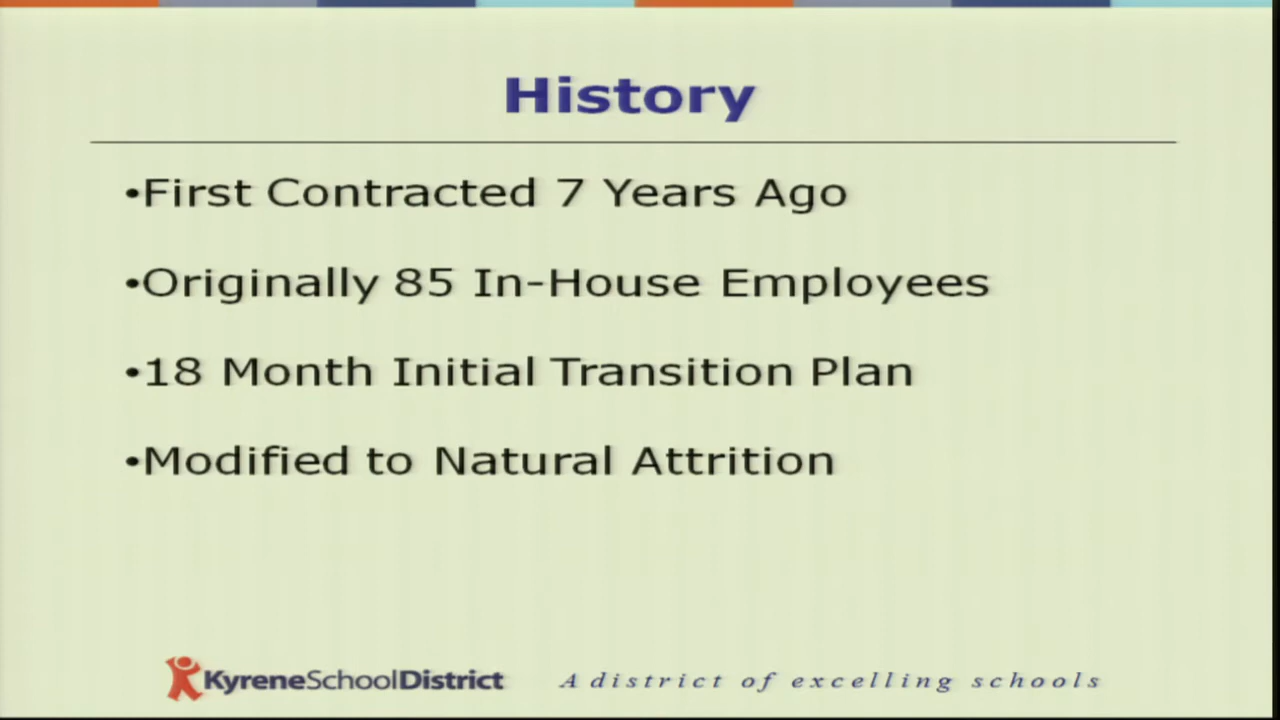 History
•First Contracted 7 Years Ago
•Originally 85 In-House Employees
•18 Month Initial Transition Plan
•Modified to Natural Attrition
KyreneSchoolDistrict A district of excelling schools